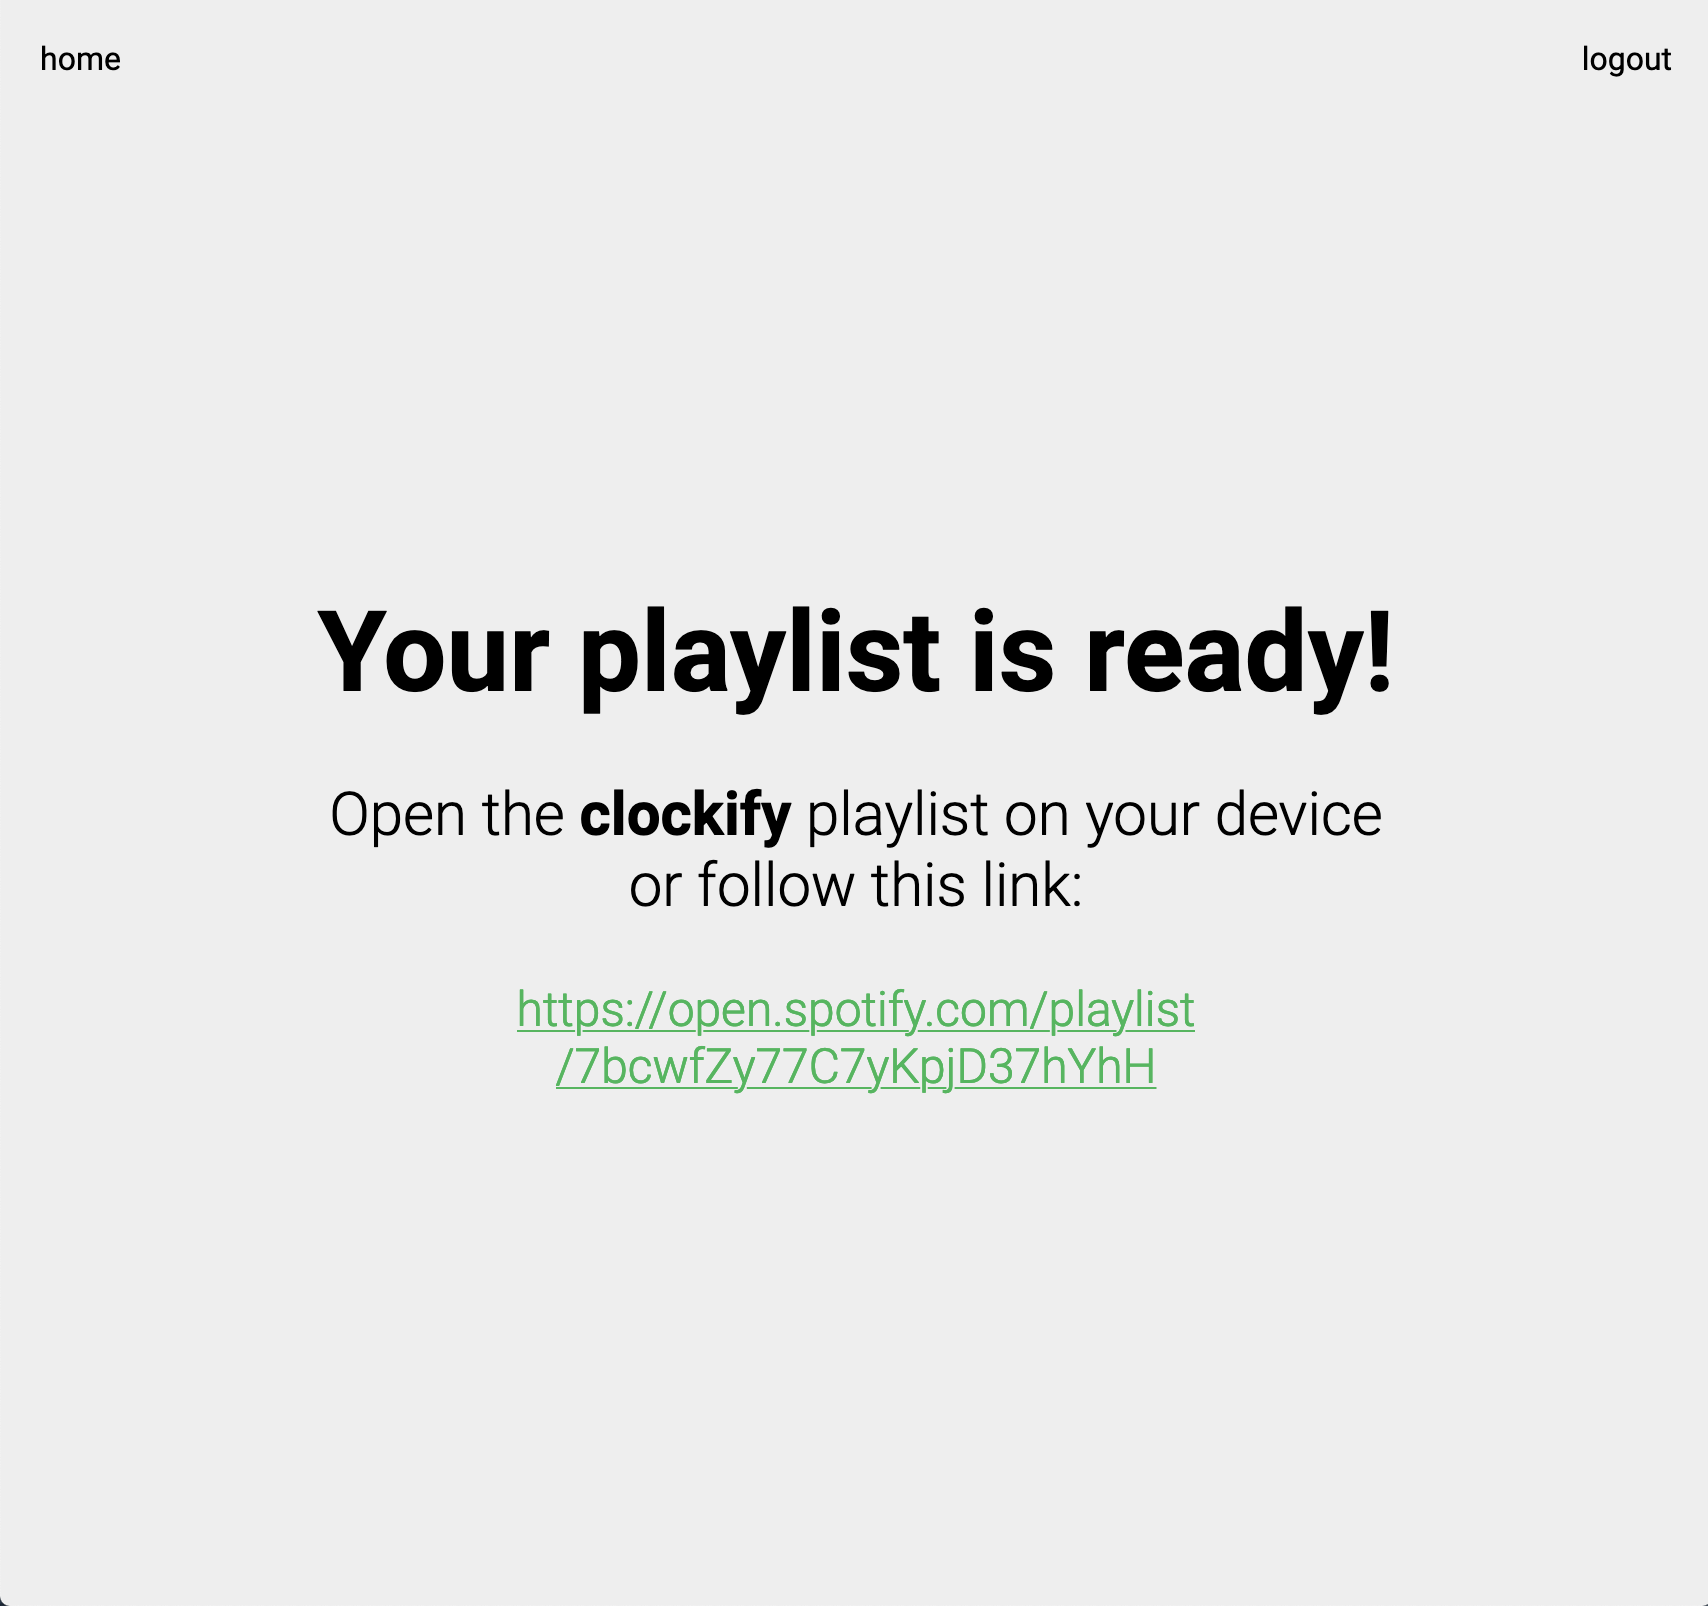 home
logout
Your playlist is ready!
Open the clockify playlist on your device
or follow this link:
https://open.spotify.com/playlist
/7bcwfZy77C7yKpjD37hYhH